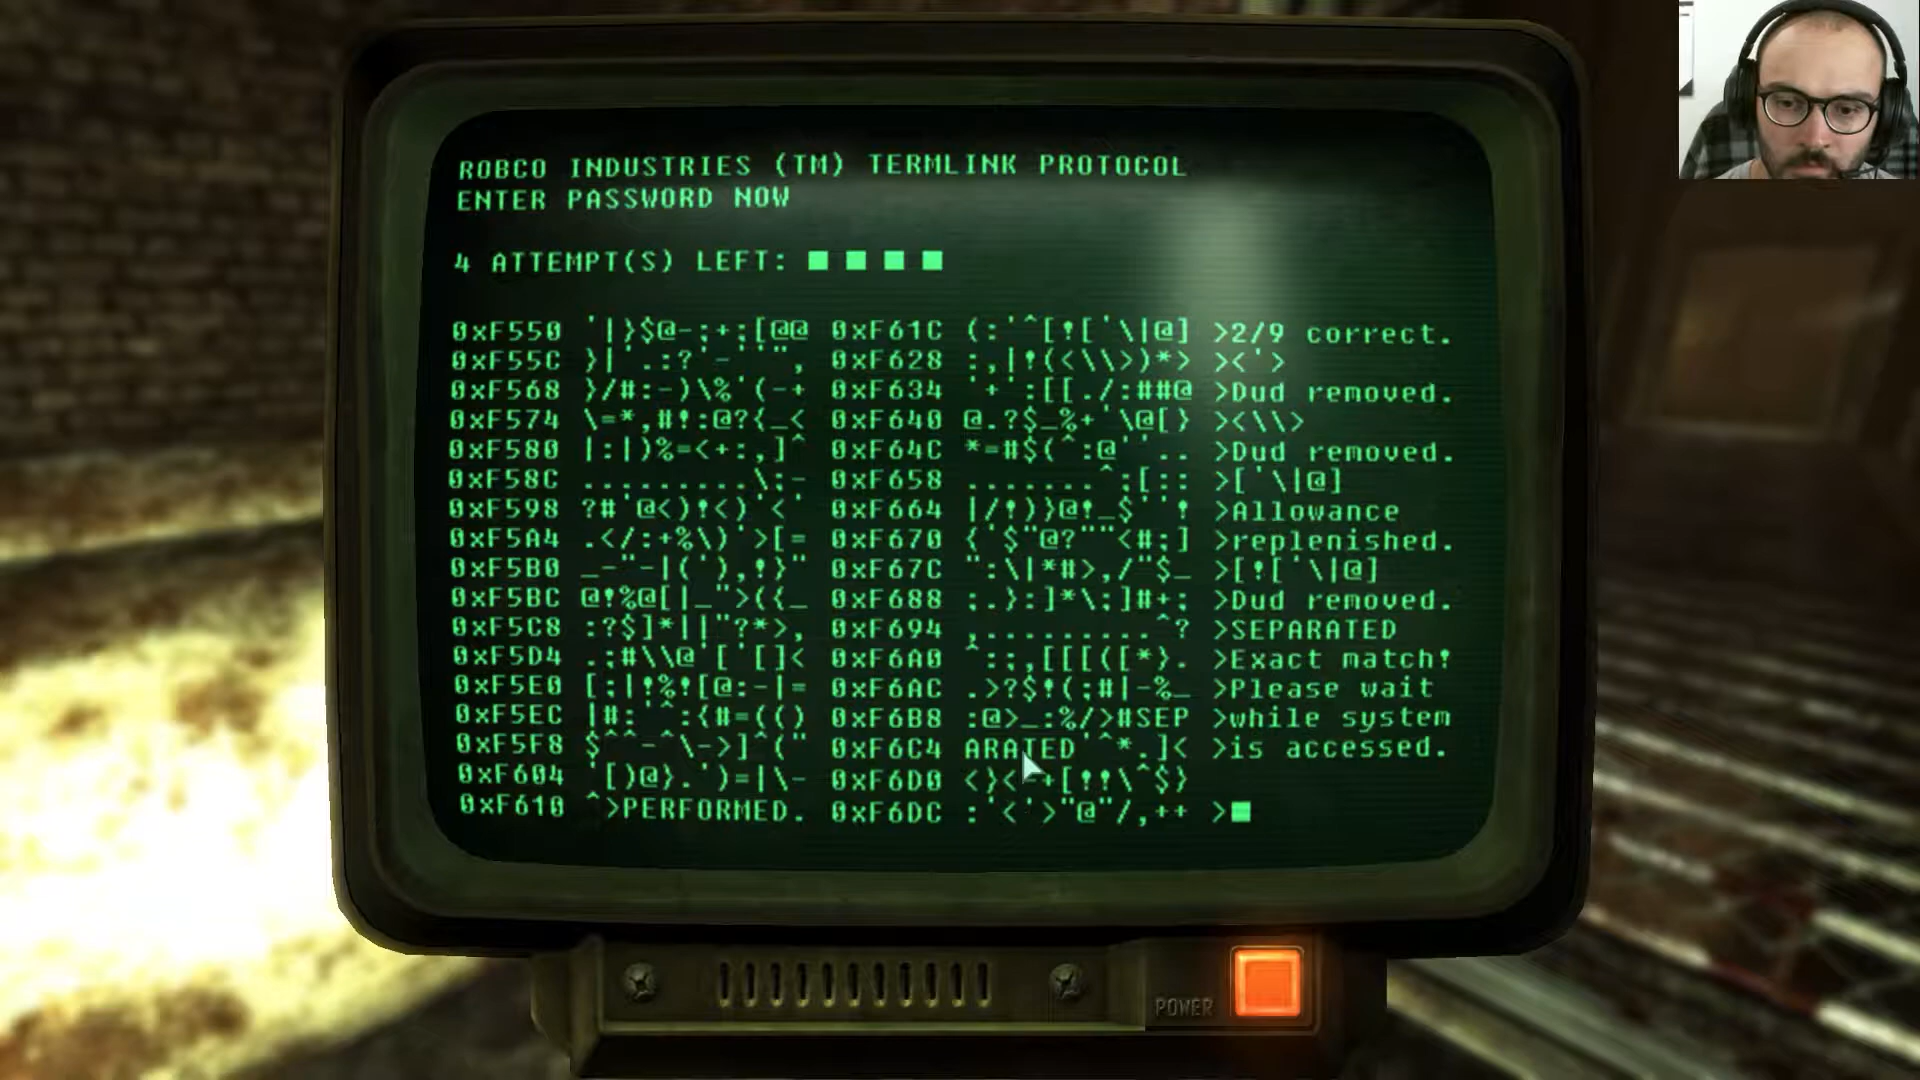 ROBCO INDUSTRIES (TM) TERMLINK PROTOCOL
ENTER PASSWORD NOW
4 ATTEMPT(S) LEFT: ■ ■ ■ ■
0xF550 '|}$@-;+;[@@ 0xF61C (:'^[!['\|@] >2/9 correct.
0xF55C }|'.:?'-''", 0xF628 :,|!(<\\>)*> ><'>
0xF568 }/#:-)\%'(-+ 0xF634 '+':[[./:##@ >Dud removed.
0xF574 \=*,#!:@?{_< 0xF640 @.?$_%+'\@[} ><\\>
0xF580 |:|)%=<+:,]^ 0xF64C *=#$(^:@''.. >Dud removed.
0xF58C .........\:- 0xF658 .......^;[:: >['\|@]
0xF598 ?#'@<)!<)'<' 0xF664 |/!)}@!_$''! >Allowance
0xF5A4 .</:+%\)'>[= 0xF670 {'$"@?""<#;] >replenished.
0xF5B0 _-"-|('),!}" 0xF67C ":\|*#>,/"$_ >[!['\|@]
0xF5BC @!%@[|_">({_ 0xF688 ;.}:]*\;]#+; >Dud removed.
0xF5C8 :?$]*||"?*>, 0xF694 ,.........^? >SEPARATED
0xF5D4 .;#\\@'['[]< 0xF6A0 ^:;,[[[([*}. >Exact match!
0xF5E0 [;|!%![@:-|= 0xF6AC .>?$!(;#|-%_ >Please wait
0xF5EC |#:'^:{#=(() 0xF6B8 :@>_:%/>#SEP >while system
0xF5F8 $^^-^\->]^(" 0xF6C4 ARATED'^*.]< >is accessed.
0xF604 '[)@}.')=|\- 0xF6D0 <}<-+[!!\^$}
0xF610 ^>PERFORMED. 0xF6DC :'<'>"@"/,++ >■
POWER